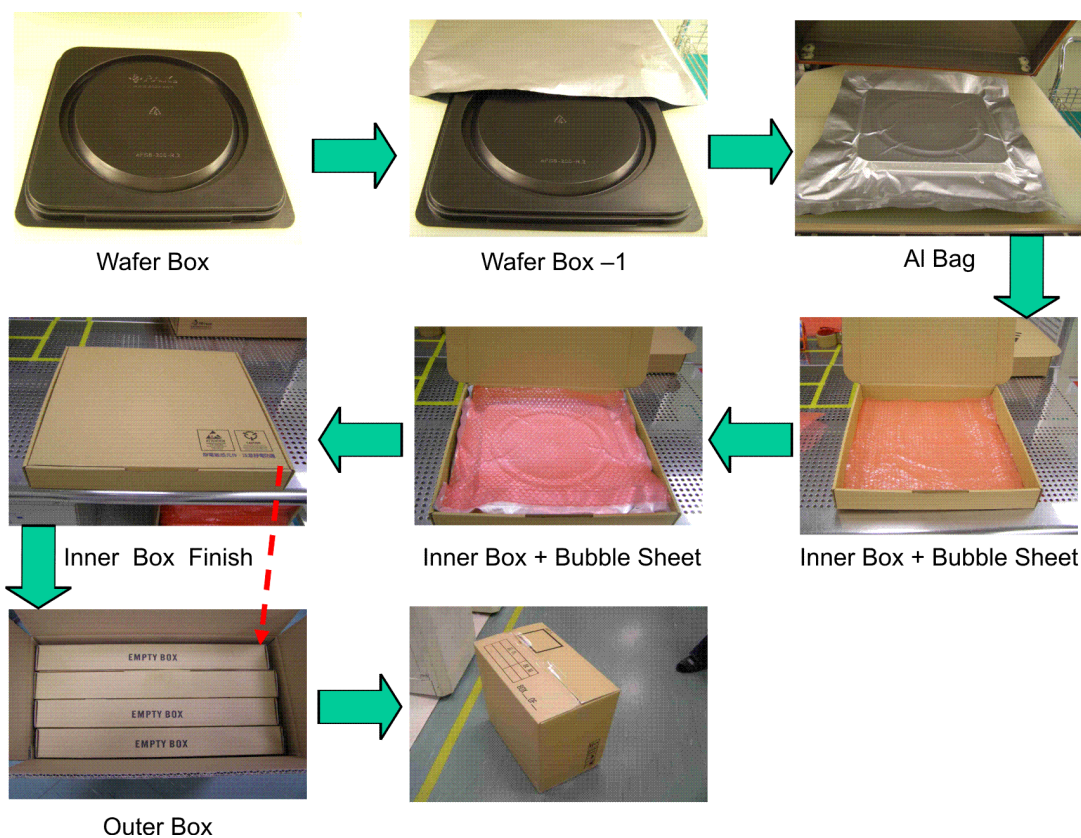 Wafer Box
Wafer Box –1
Al Bag
Inner Box Finish
Inner Box + Bubble Sheet
Inner Box + Bubble Sheet
EMPTY BOX
EMPTY BOX
EMPTY BOX
Outer Box